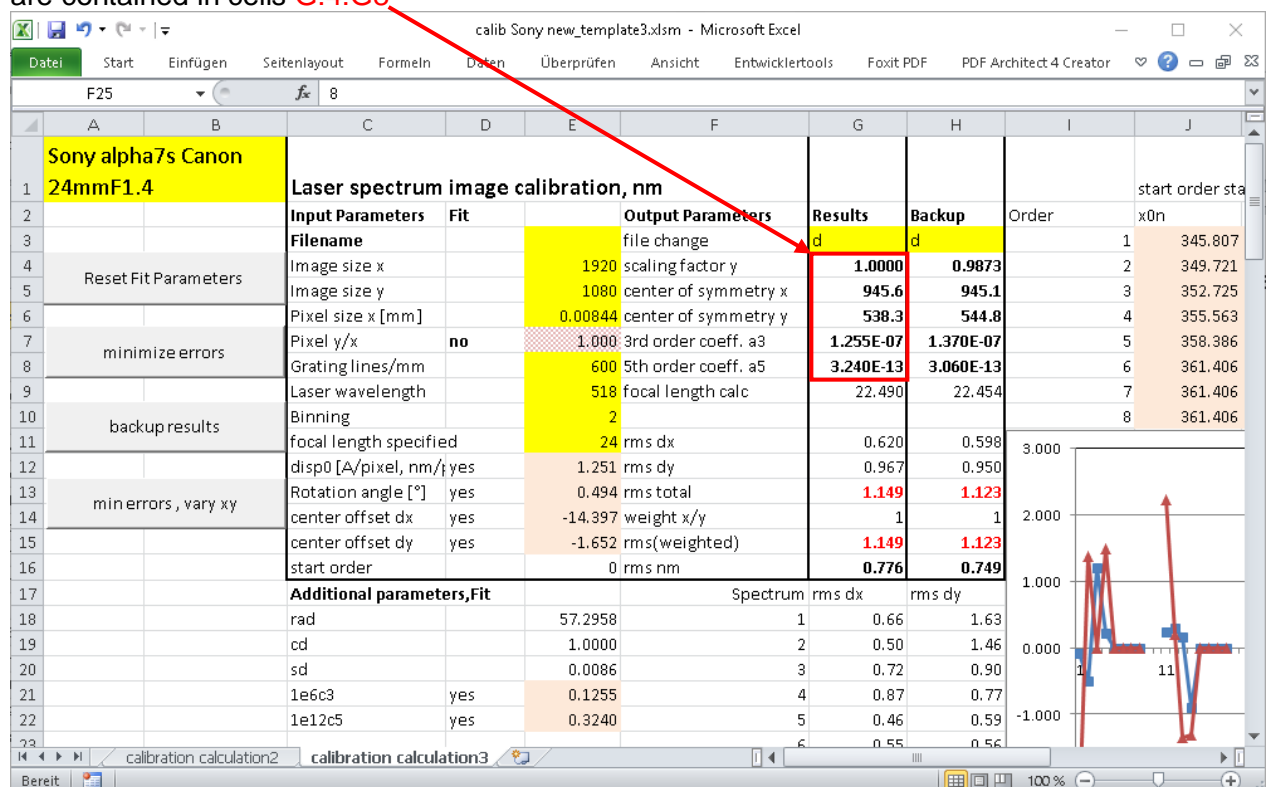 are contained in cells
calib Sony new_template3.xlsm - Microsoft Excel
Datei Start Einfügen Seitenlayout Formeln Daten Überprüfen Ansicht Entwicklertools Foxit PDF PDF Architect 4 Creator
F25 fx 8
A B C D E F G H I J
Sony alpha7s Canon
1 24mmF1.4 Laser spectrum image calibration, nm start order sta
2 Input Parameters Fit Output Parameters Results Backup Order x0n
3 Filename file change d d 1 345.807
4 Image size x 1920 scaling factor y 1.0000 0.9873 2 349.721
Reset Fit Parameters
5 Image size y 1080 center of symmetry x 945.6 945.1 3 352.725
6 Pixel size x [mm] 0.00844 center of symmetry y 538.3 544.8 4 355.563
7 Pixel y/x no 1.000 3rd order coeff. a3 1.255E-07 1.370E-07 5 358.386
minimize errors
8 Grating lines/mm 600 5th order coeff. a5 3.240E-13 3.060E-13 6 361.406
9 Laser wavelength 518 focal length calc 22.490 22.454 7 361.406
10 Binning 2 8 361.406
backup results
11 focal length specified 24 rms dx 0.620 0.598
12 disp0 [A/pixel, nm/ yes 1.251 rms dy 0.967 0.950
13 Rotation angle [°] yes 0.494 rms total 1.149 1.123
min errors , vary xy
14 center offset dx yes -14.397 weight x/y 1 1
15 center offset dy yes -1.652 rms(weighted) 1.149 1.123
16 start order 0 rms nm 0.776 0.749
17 Additional parameters,Fit Spectrum rms dx rms dy
18 rad 57.2958 1 0.66 1.63
19 cd 1.0000 2 0.50 1.46
20 sd 0.0086 3 0.72 0.90
21 1e6c3 yes 0.1255 4 0.87 0.77
22 1e12c5 yes 0.3240 5 0.46 0.59
23 6 0.55 0.56
3.000
2.000
1.000
0.000
1 11
-1.000
calibration calculation2 calibration calculation3
Bereit 100 %